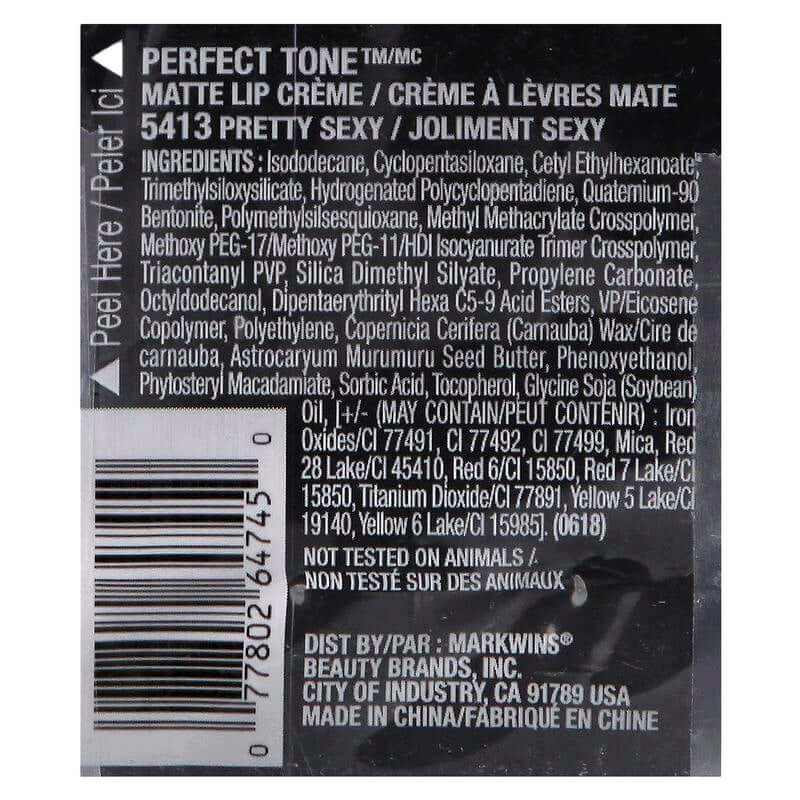 Peel Here / Peler Ici
PERFECT TONE™/MC
MATTE LIP CRÈME / CRÈME À LÈVRES MATE
5413 PRETTY SEXY / JOLIMENT SEXY
INGREDIENTS : Isododecane, Cyclopentasiloxane, Cetyl Ethylhexanoate,
Trimethylsiloxysilicate, Hydrogenated Polycyclopentadiene, Quaternium-90
Bentonite, Polymethylsilsesquioxane, Methyl Methacrylate Crosspolymer,
Methoxy PEG-17/Methoxy PEG-11/HDI Isocyanurate Trimer Crosspolymer,
Triacontanyl PVP, Silica Dimethyl Silyate, Propylene Carbonate,
Octyldodecanol, Dipentaerythrityl Hexa C5-9 Acid Esters, VP/Eicosene
Copolymer, Polyethylene, Copernicia Cerifera (Carnauba) Wax/Cire de
carnauba, Astrocaryum Murumuru Seed Butter, Phenoxyethanol,
Phytosteryl Macadamiate, Sorbic Acid, Tocopherol, Glycine Soja (Soybean)
Oil, [+/- (MAY CONTAIN/PEUT CONTENIR) : Iron
Oxides/CI 77491, CI 77492, CI 77499, Mica, Red
28 Lake/CI 45410, Red 6/CI 15850, Red 7 Lake/CI
15850, Titanium Dioxide/CI 77891, Yellow 5 Lake/CI
19140, Yellow 6 Lake/CI 15985]. (0618)
NOT TESTED ON ANIMALS /
NON TESTÉ SUR DES ANIMAUX
DIST BY/PAR : MARKWINS®
BEAUTY BRANDS, INC.
CITY OF INDUSTRY, CA 91789 USA
MADE IN CHINA/FABRIQUÉ EN CHINE
0 77802 64745 0